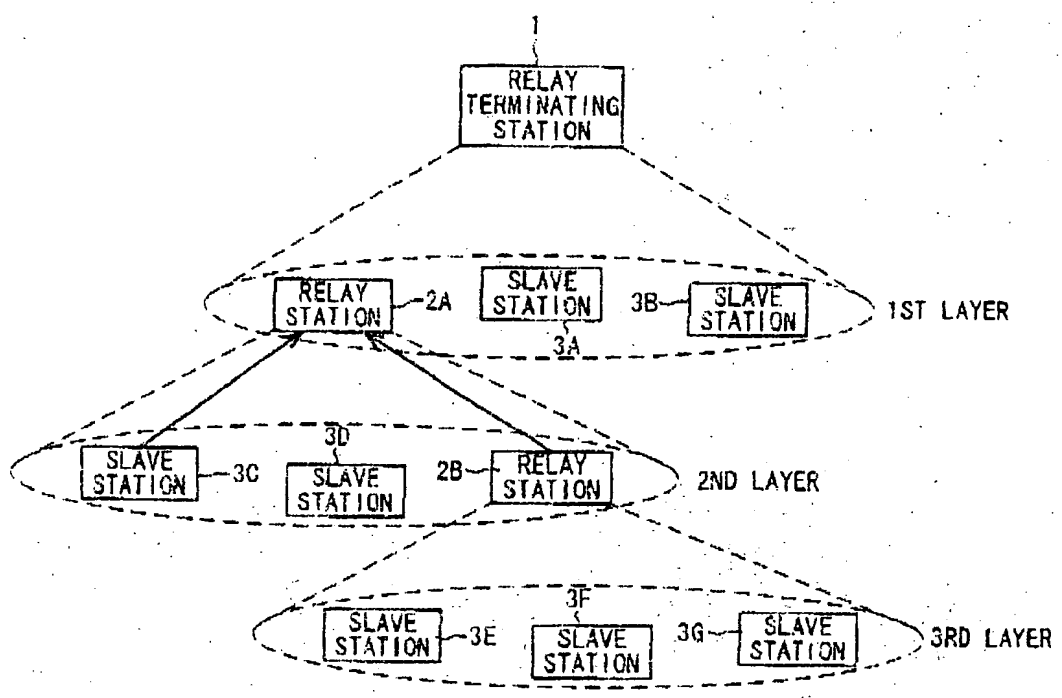 1
RELAY
TERMINATING
STATION
RELAY
STATION
2A
SLAVE
STATION
3A
3B
SLAVE
STATION
1ST LAYER
SLAVE
STATION
3C
3D
SLAVE
STATION
2B
RELAY
STATION
2ND LAYER
SLAVE
STATION
3E
3F
SLAVE
STATION
3G
SLAVE
STATION
3RD LAYER